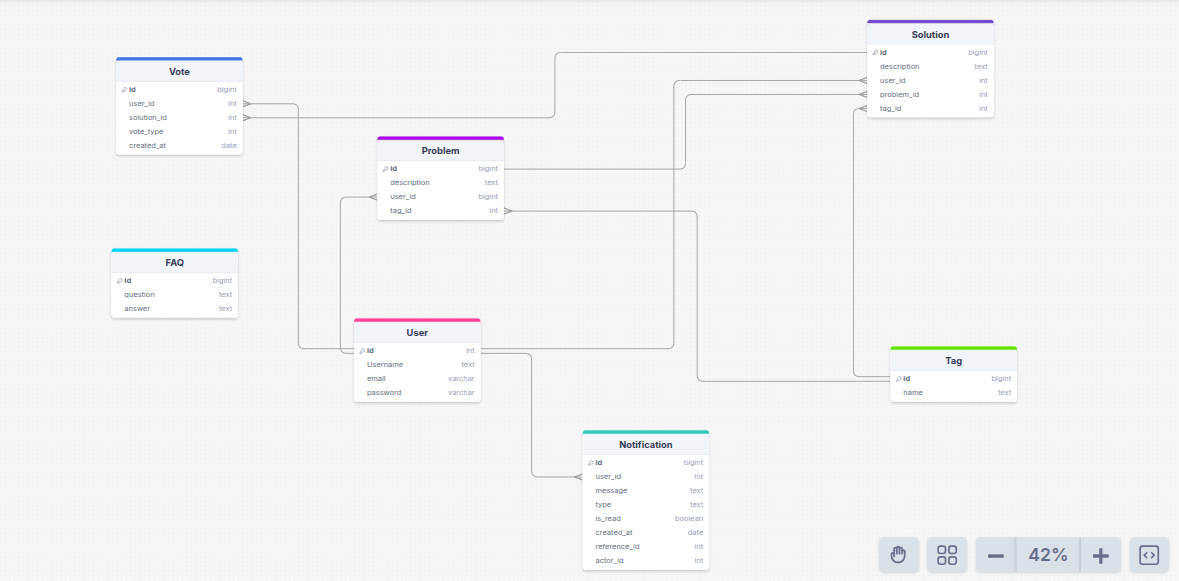 Solution
id bigint
description text
user_id int
problem_id int
tag_id int
Vote
id bigint
user_id int
solution_id int
vote_type int
created_at date
Problem
id bigint
description text
user_id bigint
tag_id int
FAQ
id bigint
question text
answer text
User
id int
Username text
email varchar
password varchar
Tag
id bigint
name text
Notification
id bigint
user_id int
message text
type text
is_read boolean
created_at date
reference_id int
actor_id int
42%